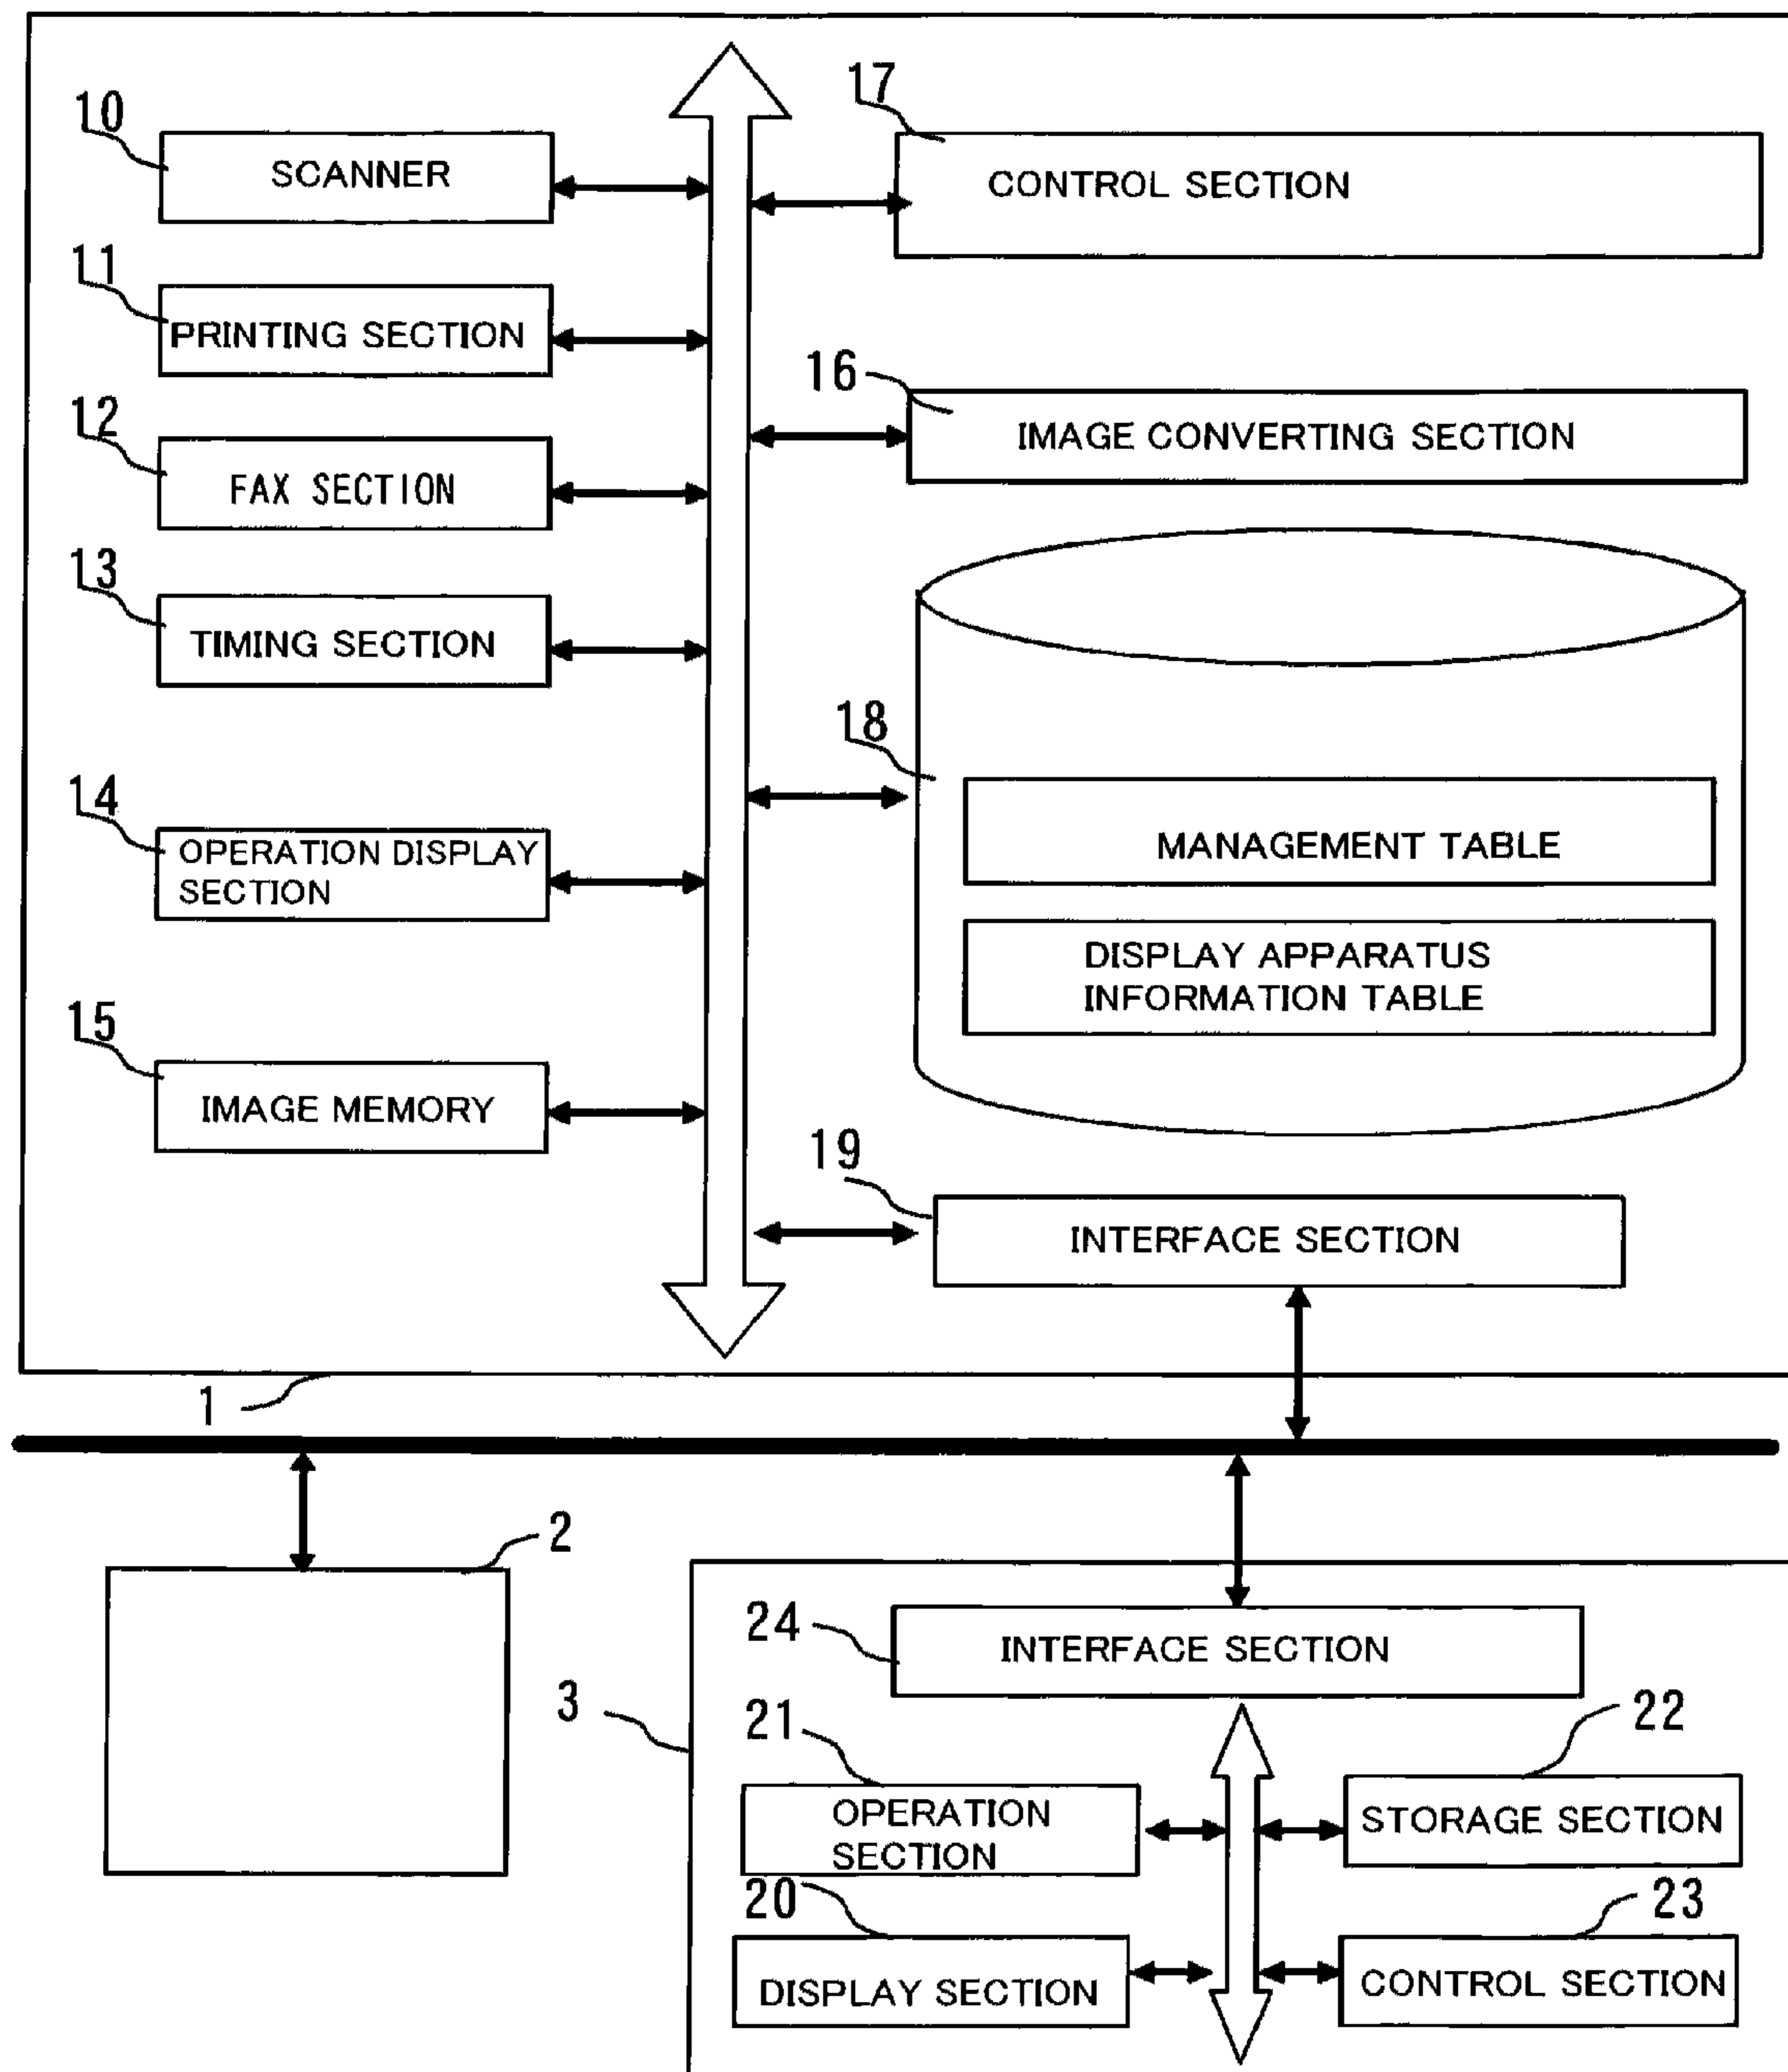 10
SCANNER
11
PRINTING SECTION
12
FAX SECTION
13
TIMING SECTION
14
OPERATION DISPLAY
SECTION
15
IMAGE MEMORY
17
CONTROL SECTION
16
IMAGE CONVERTING SECTION
18
MANAGEMENT TABLE
DISPLAY APPARATUS
INFORMATION TABLE
19
INTERFACE SECTION
1
2
3
24
INTERFACE SECTION
21
OPERATION
SECTION
22
STORAGE SECTION
20
DISPLAY SECTION
23
CONTROL SECTION